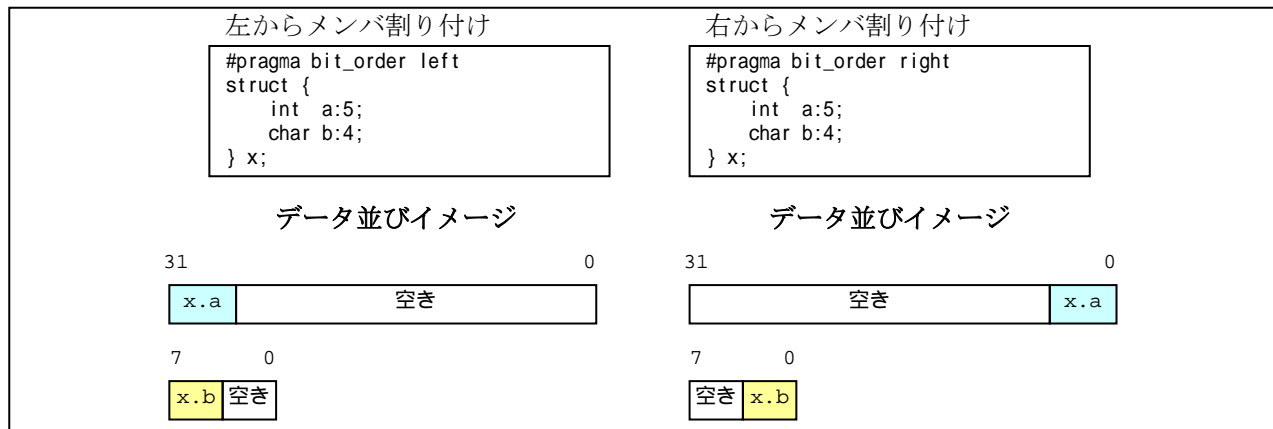 左からメンバ割り付け
#pragma bit_order left
struct {
    int  a:5;
    char b:4;
} x;
データ並びイメージ
31 0
x.a 空き
7 0
x.b 空き
右からメンバ割り付け
#pragma bit_order right
struct {
    int  a:5;
    char b:4;
} x;
データ並びイメージ
31 0
空き x.a
7 0
空き x.b